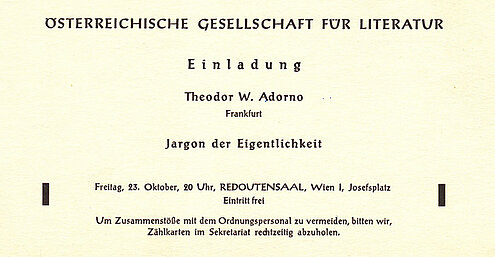 ÖSTERREICHISCHE GESELLSCHAFT FÜR LITERATUR
Einladung
Theodor W. Adorno
Frankfurt
Jargon der Eigentlichkeit
Freitag, 23. Oktober, 20 Uhr, REDOUTENSAAL, Wien I, Josefsplatz
Eintritt frei
Um Zusammenstöße mit dem Ordnungspersonal zu vermeiden, bitten wir,
Zählkarten im Sekretariat rechtzeitig abzuholen.